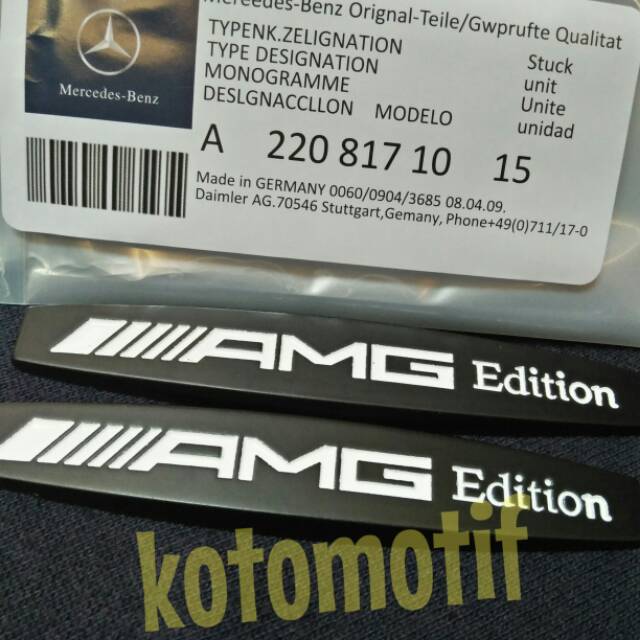 Mercedes-Benz Orignal-Teile/Gwprufte Qualitat
TYPENK.ZELIGNATION
TYPE DESIGNATION
MONOGRAMME
DESLGNACCLLON MODELO
Stuck
unit
Unite
unidad
Mercedes-Benz
A 220 817 10 15
Made in GERMANY 0060/0904/3685 08.04.09.
Daimler AG.70546 Stuttgart,Gemany, Phone+49(0)711/17-0
AMG Edition
AMG Edition
kotomotif